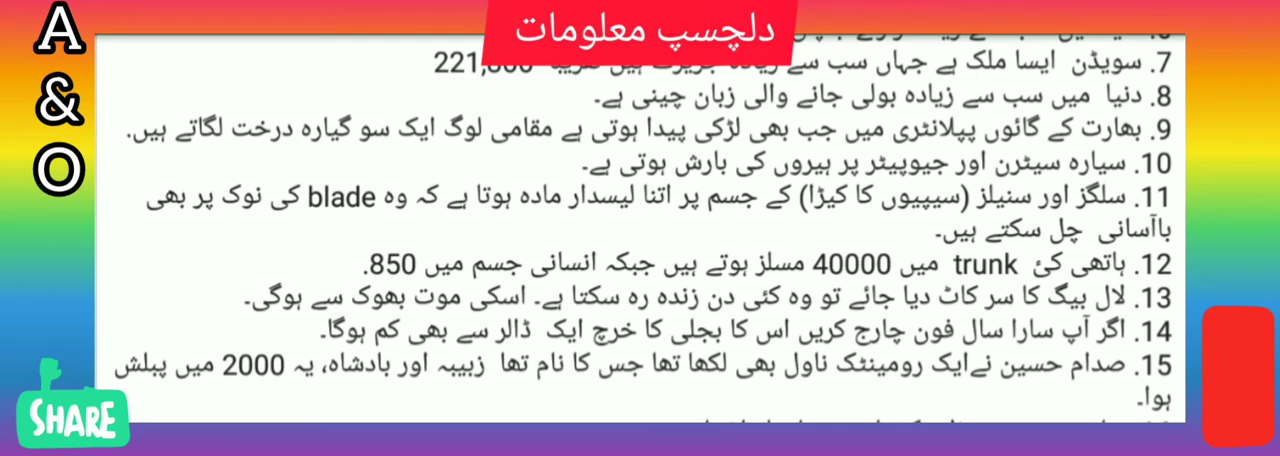 دلچسپ معلومات
A
&
O
7. سویڈن ایسا ملک ہے جہاں سب سے زیادہ جزیرے ہیں
8. دنیا میں سب سے زیادہ بولی جانے والی زبان چینی ہے۔
9. بھارت کے گائوں پپلانٹری میں جب بھی لڑکی پیدا ہوتی ہے مقامی لوگ ایک سو گیارہ درخت لگاتے ہیں.
10. سیارہ سیٹرن اور جیوپیٹر پر ہیروں کی بارش ہوتی ہے۔
11. سلگز اور سنیلز (سیپیوں کا کیڑا) کے جسم پر اتنا لیسدار مادہ ہوتا ہے کہ وہ blade کی نوک پر بھی
باآسانی چل سکتے ہیں۔
12. ہاتھی کئ trunk میں 40000 مسلز ہوتے ہیں جبکہ انسانی جسم میں 850.
13. لال بیگ کا سر کاٹ دیا جائے تو وہ کئی دن زندہ رہ سکتا ہے۔ اسکی موت بھوک سے ہوگی۔
14. اگر آپ سارا سال فون چارج کریں اس کا بجلی کا خرچ ایک ڈالر سے بھی کم ہوگا۔
15. صدام حسین نےایک رومینٹک ناول بھی لکھا تھا جس کا نام تھا زبیبہ اور بادشاہ، یہ 2000 میں پبلش
ہوا۔
SHARE